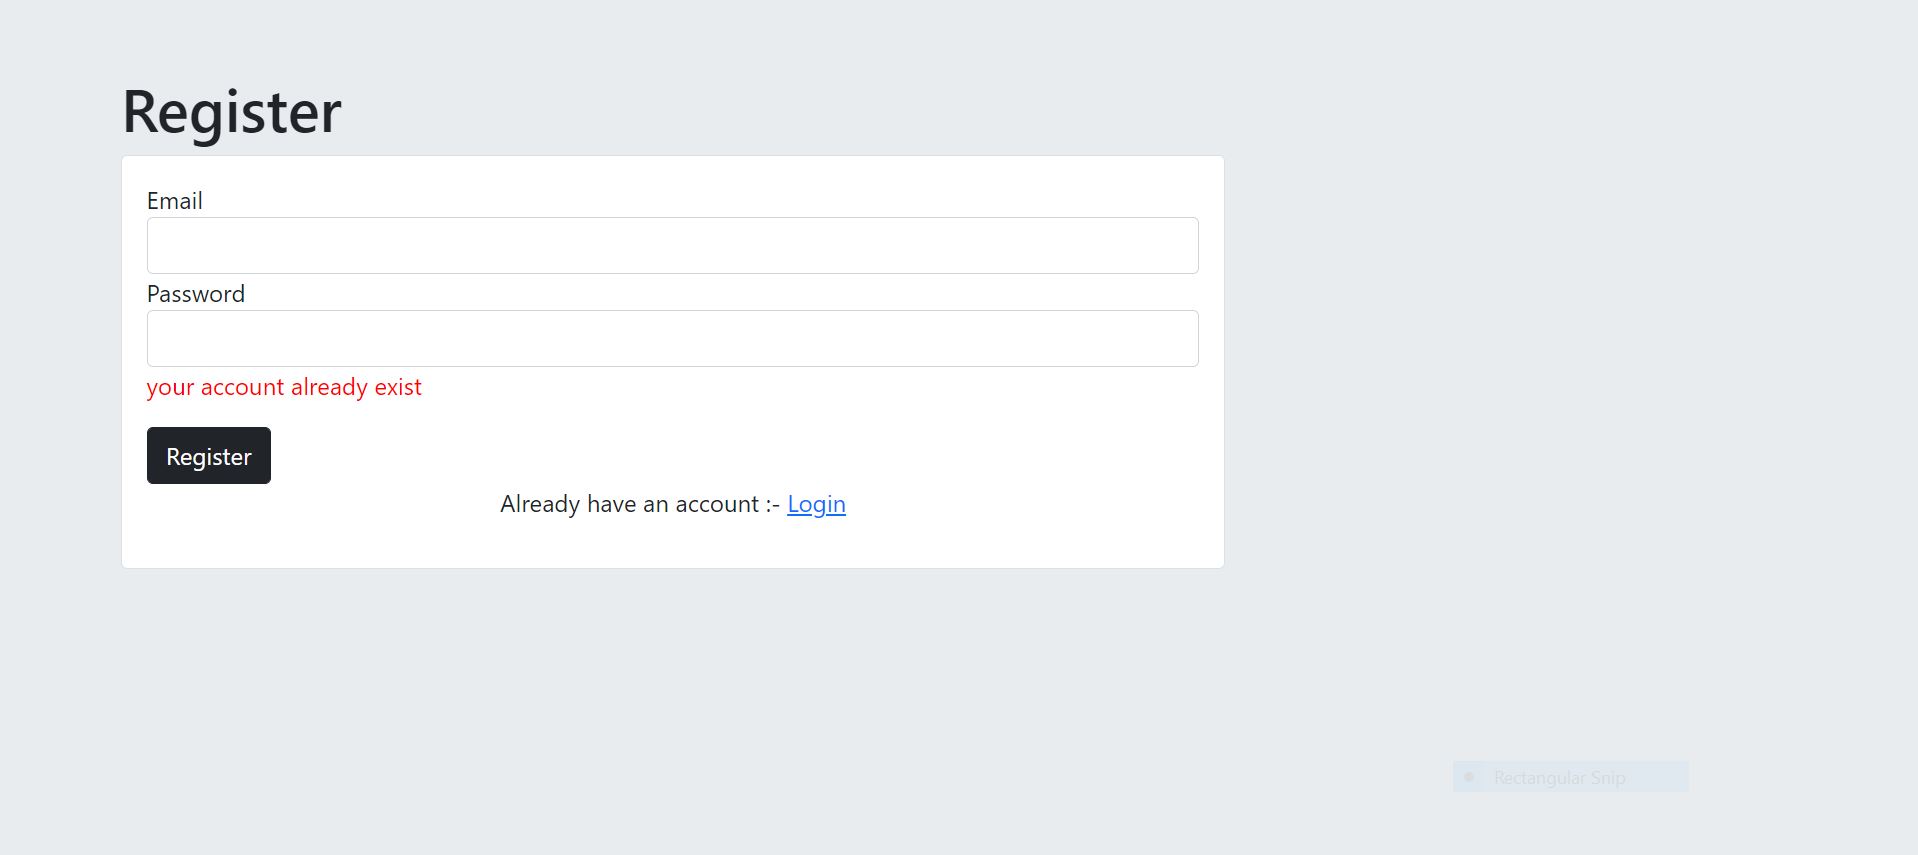 Register
Email
Password
your account already exist
Register
Already have an account :- Login
Rectangular Snip